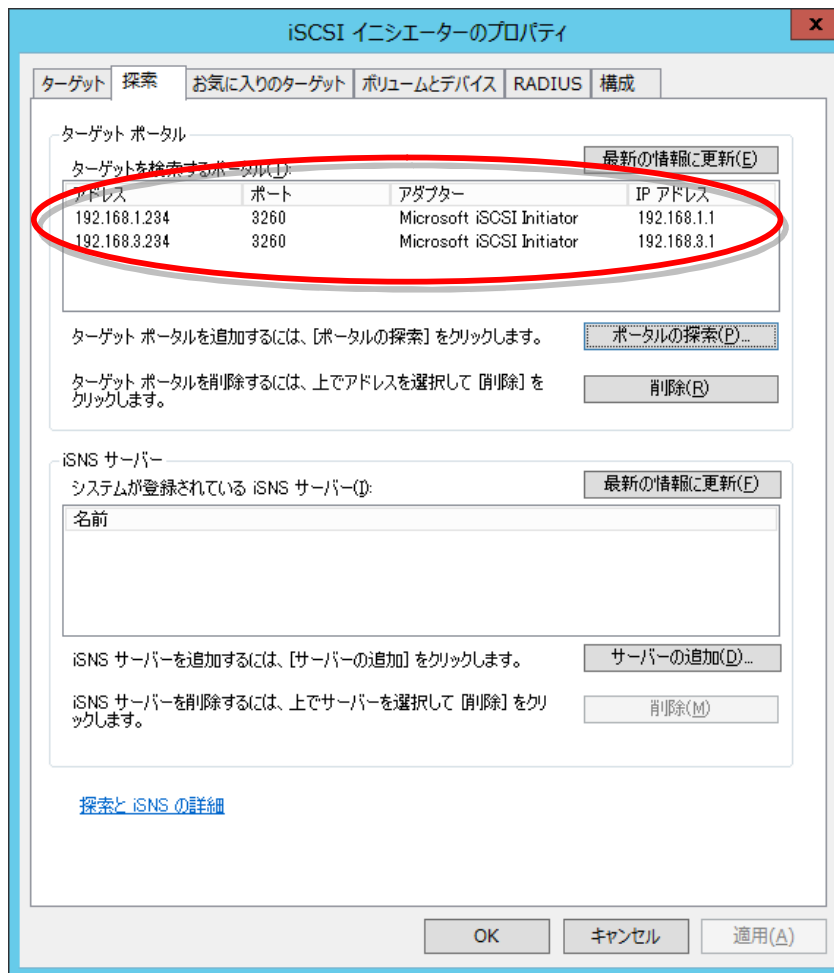 iSCSI イニシエーターのプロパティ
x
ターゲット 探索 お気に入りのターゲット ボリュームとデバイス RADIUS 構成
ターゲット ポータル
ターゲットを検索するポータル(T):
最新の情報に更新(E)
アドレス ポート アダプター IP アドレス
192.168.1.234 3260 Microsoft iSCSI Initiator 192.168.1.1
192.168.3.234 3260 Microsoft iSCSI Initiator 192.168.3.1
ターゲット ポータルを追加するには、[ポータルの探索] をクリックします。
ポータルの探索(P)...
ターゲット ポータルを削除するには、上でアドレスを選択して [削除] を
クリックします。
削除(R)
iSNS サーバー
システムが登録されている iSNS サーバー(I):
最新の情報に更新(F)
名前
iSNS サーバーを追加するには、[サーバーの追加] をクリックします。
サーバーの追加(D)...
iSNS サーバーを削除するには、上でサーバーを選択して [削除] をクリ
ックします。
削除(M)
探索と iSNS の詳細
OK キャンセル 適用(A)